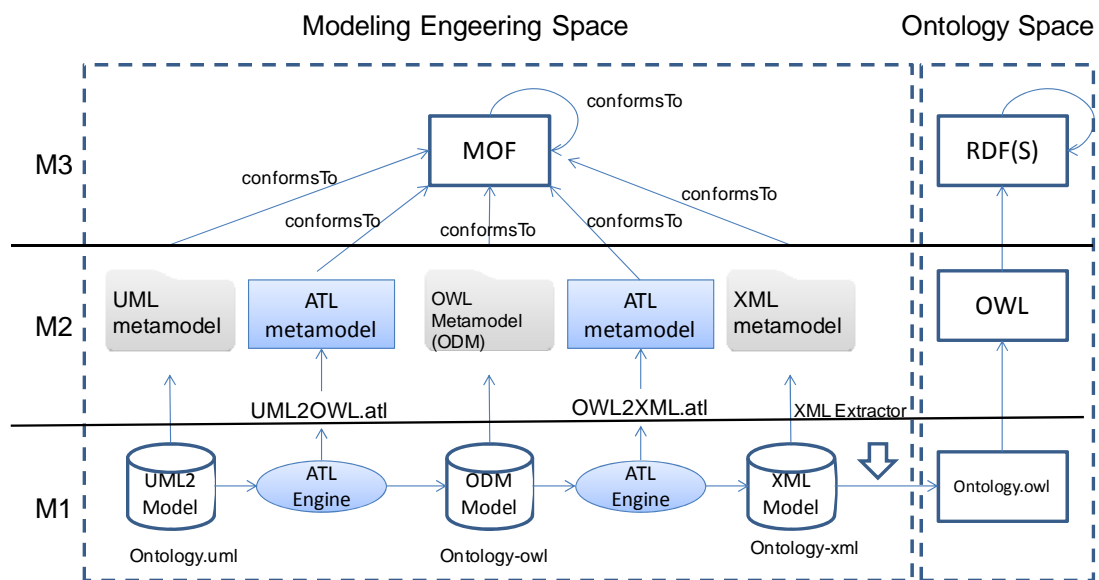 Modeling Engeering Space
Ontology Space
conformsTo
MOF
RDF(S)
M3
conformsTo
conformsTo
conformsTo
conformsTo
conformsTo
UML
metamodel
ATL
metamodel
OWL
Metamodel
(ODM)
ATL
metamodel
XML
metamodel
OWL
M2
UML2OWL.atl
OWL2XML.atl
XML Extractor
UML2
Model
ATL
Engine
ODM
Model
ATL
Engine
XML
Model
Ontology.owl
M1
Ontology.uml
Ontology-owl
Ontology-xml